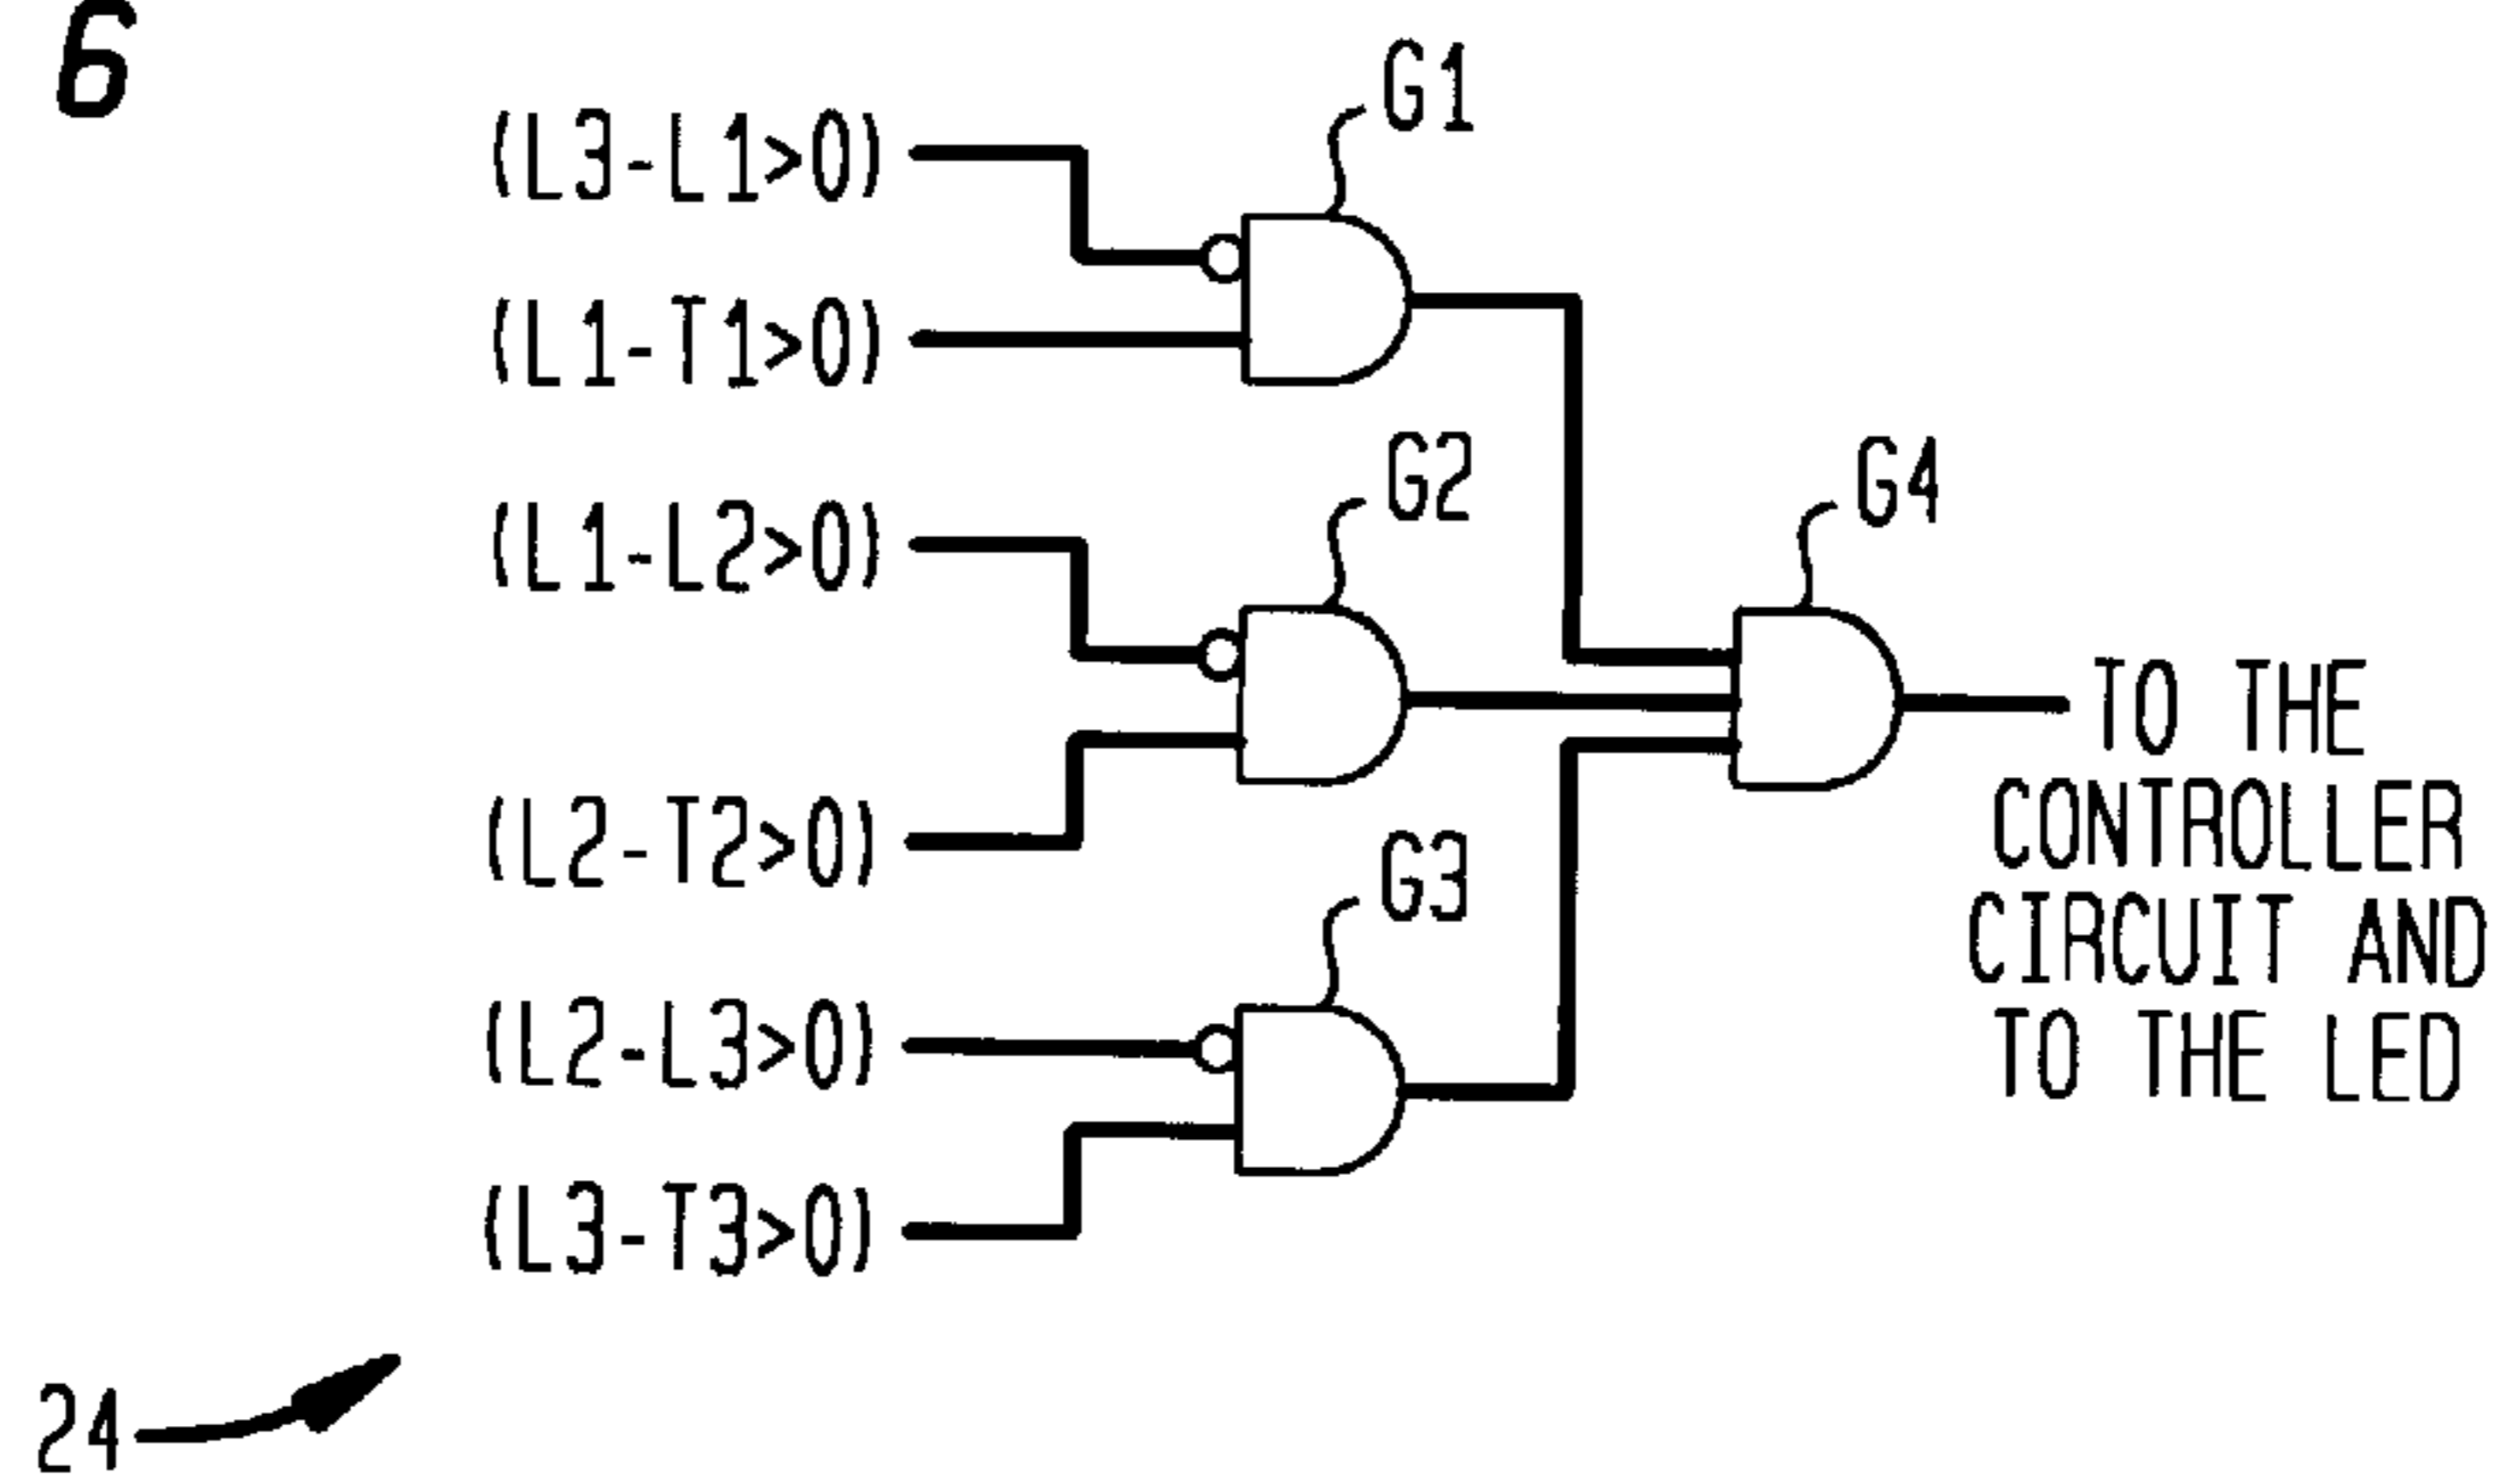 6
G1
(L3-L1>0)
(L1-T1>0)
G2
G4
(L1-L2>0)
TO THE
CONTROLLER
CIRCUIT AND
TO THE LED
(L2-T2>0)
G3
(L2-L3>0)
(L3-T3>0)
24